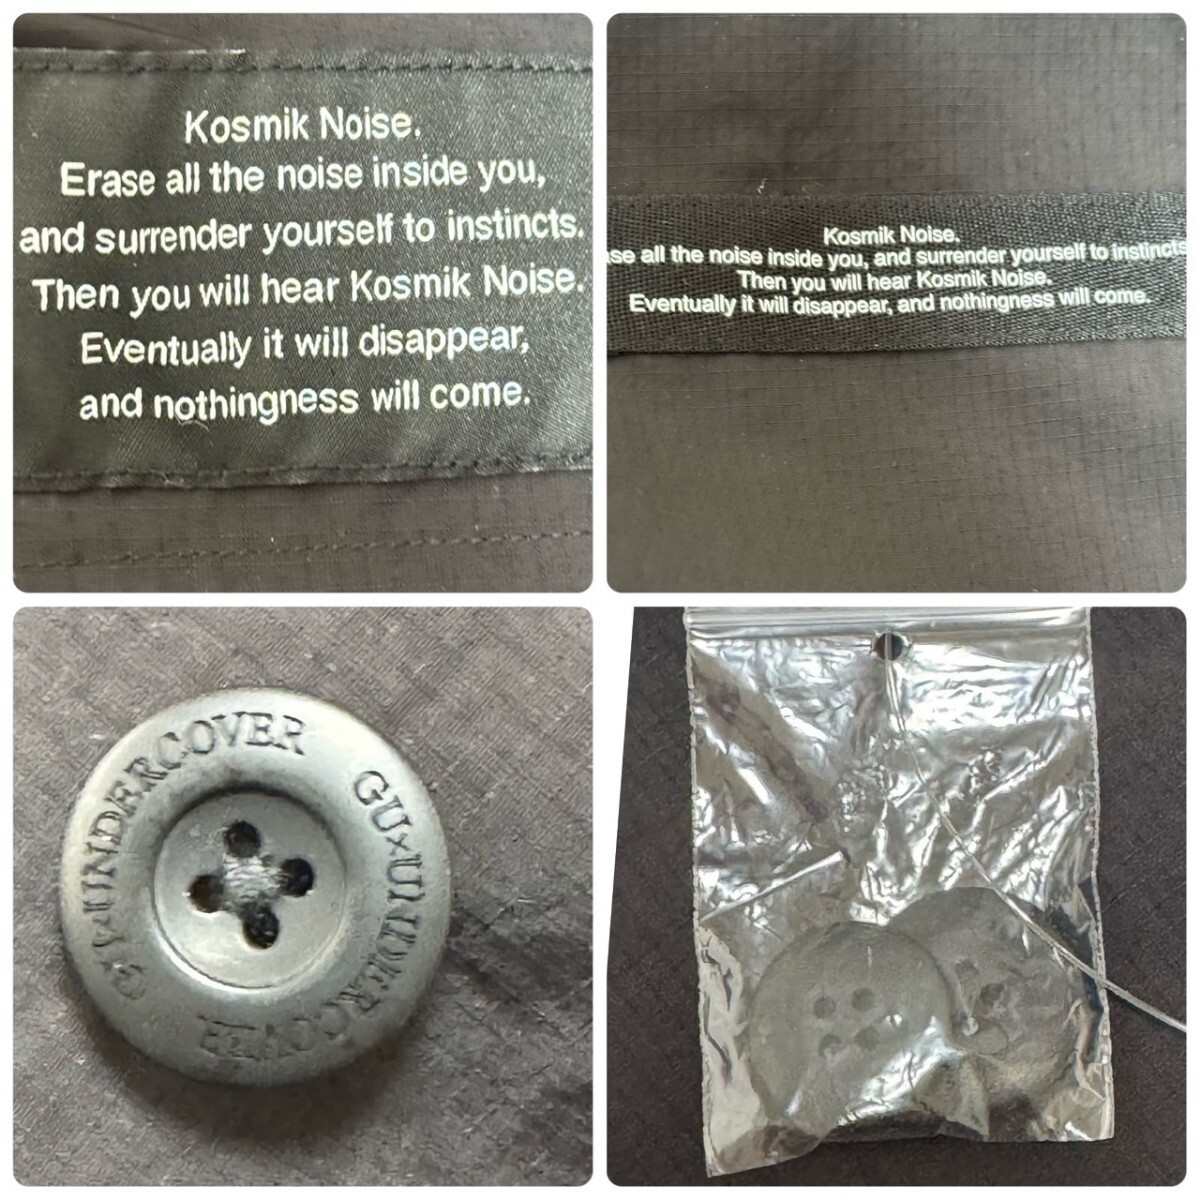 Kosmik Noise.
Erase all the noise inside you,
and surrender yourself to instincts.
Then you will hear Kosmik Noise.
Eventually it will disappear,
and nothingness will come.
Kosmik Noise.
se all the noise inside you, and surrender yourself to instincts
Then you will hear Kosmik Noise.
Eventually it will disappear, and nothingness will come.
GU×UNDERCOVER
GU×UNDERCOVER